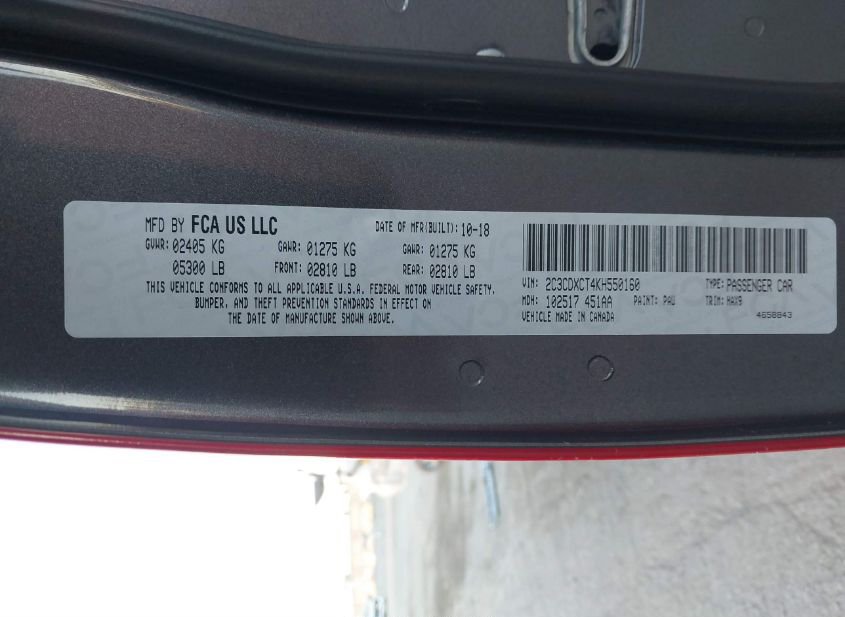 MFD BY FCA US LLC DATE OF MFR(BUILT): 10-18
GVWR: 02405 KG GAWR: 01275 KG GAWR: 01275 KG
05300 LB FRONT: 02810 LB REAR: 02810 LB
THIS VEHICLE CONFORMS TO ALL APPLICABLE U.S.A. FEDERAL MOTOR VEHICLE SAFETY,
BUMPER, AND THEFT PREVENTION STANDARDS IN EFFECT ON
THE DATE OF MANUFACTURE SHOWN ABOVE.
VIN: 2C3CDXCT4KH550160 TYPE: PASSENGER CAR
MDH: 102517 451AA PAINT: PAU TRIM: HAX9
VEHICLE MADE IN CANADA 4658843